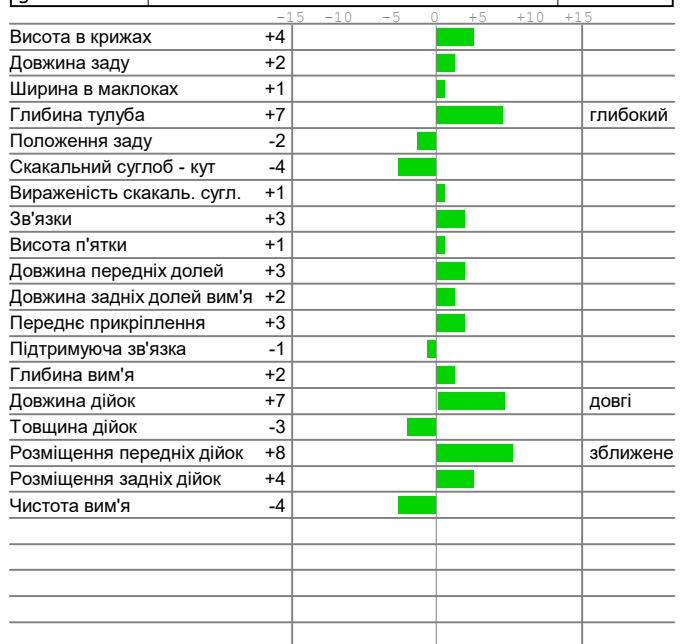 -15 -10 -5 0 +5 +10 +15
Висота в крижах +4
Довжина заду +2
Ширина в маклоках +1
Глибина тулуба +7 глибокий
Положення заду -2
Скакальний суглоб - кут -4
Вираженість скакаль. сугл. +1
Зв'язки +3
Висота п'ятки +1
Довжина передніх долей +3
Довжина задніх долей вим'я +2
Переднє прикріплення +3
Підтримуюча зв'язка -1
Глибина вим'я +2
Довжина дійок +7 довгі
Товщина дійок -3
Розміщення передніх дійок +8 зближене
Розміщення задніх дійок +4
Чистота вим'я -4